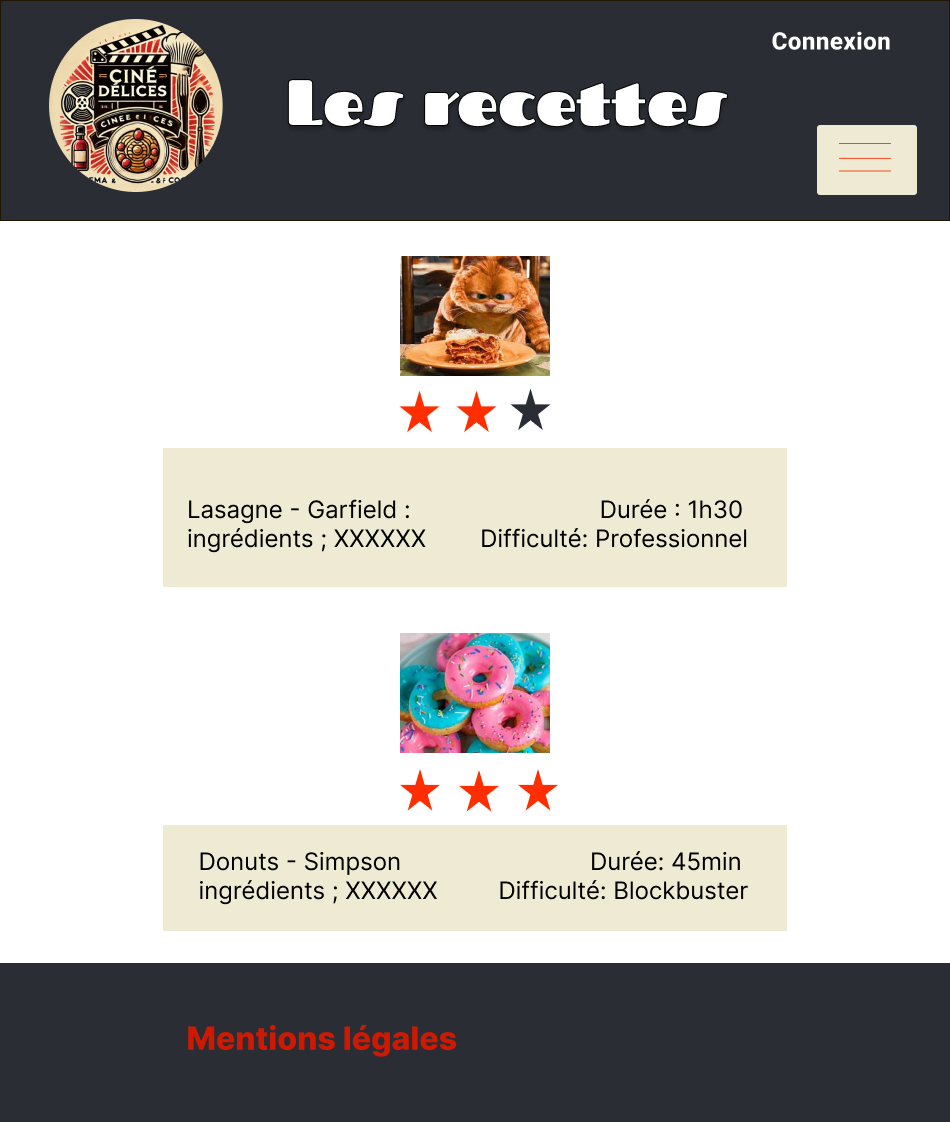 Connexion
CINÉ
DÉLICES
Les recettes
Lasagne - Garfield :
ingrédients ; XXXXXX
Durée : 1h30
Difficulté: Professionnel
Donuts - Simpson
ingrédients ; XXXXXX
Durée: 45min
Difficulté: Blockbuster
Mentions légales